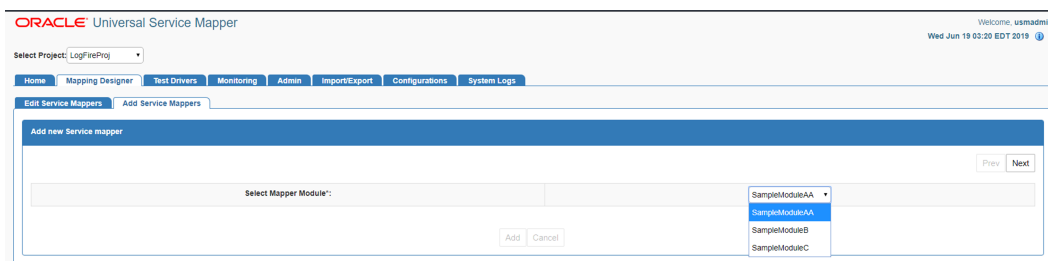 ORACLE® Universal Service Mapper
Welcome, usmadmi
Wed Jun 19 03:20 EDT 2019
Select Project: LogFireProj
Home Mapping Designer Test Drivers Monitoring Admin Import/Export Configurations System Logs
Edit Service Mappers Add Service Mappers
Add new Service mapper
Prev Next
Select Mapper Module*: SampleModuleAA
SampleModuleAA
SampleModuleB
SampleModuleC
Add Cancel